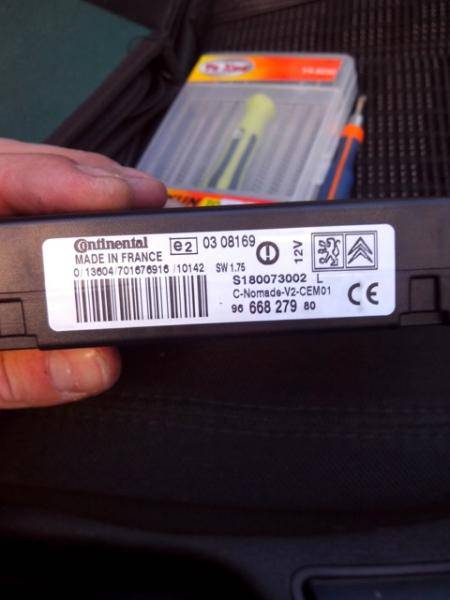 Continental
MADE IN FRANCE
e2 03 08169
0 13604 / 701676916 / 10142 SW 1.75
12V
S180073002 L
C-Nomade-V2-CEM01
96 668 279 80
CE